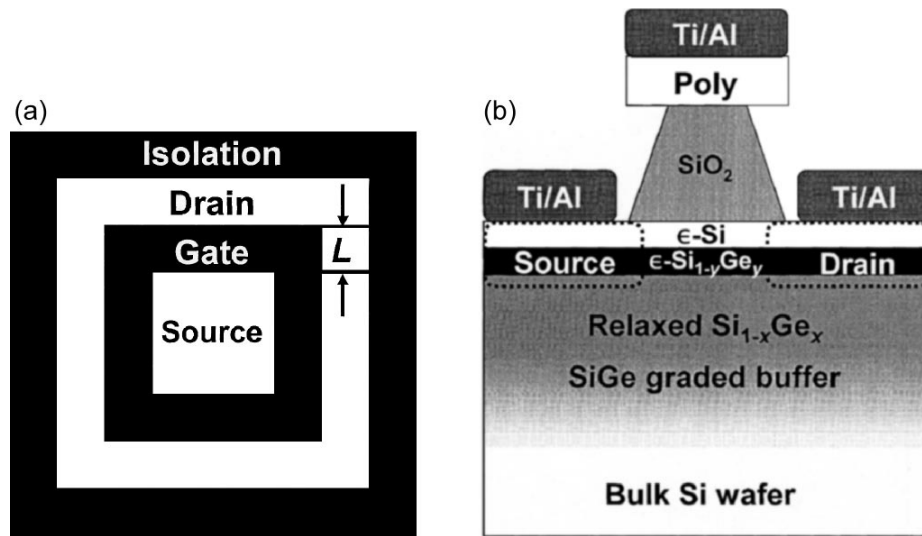 (a)
Isolation
Drain
Gate
L
Source
(b)
Ti/Al
Poly
SiO₂
Ti/Al
Ti/Al
ϵ-Si
Source
ϵ-Si₁₋yGey
Drain
Relaxed Si₁₋ₓGeₓ
SiGe graded buffer
Bulk Si wafer